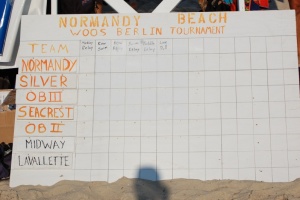 NORMANDY BEACH
WOOS BERLIN TOURNAMENT
TEAM
NORMANDY
SILVER
OB III
SEACREST
OB II
MIDWAY
LAVALLETTE